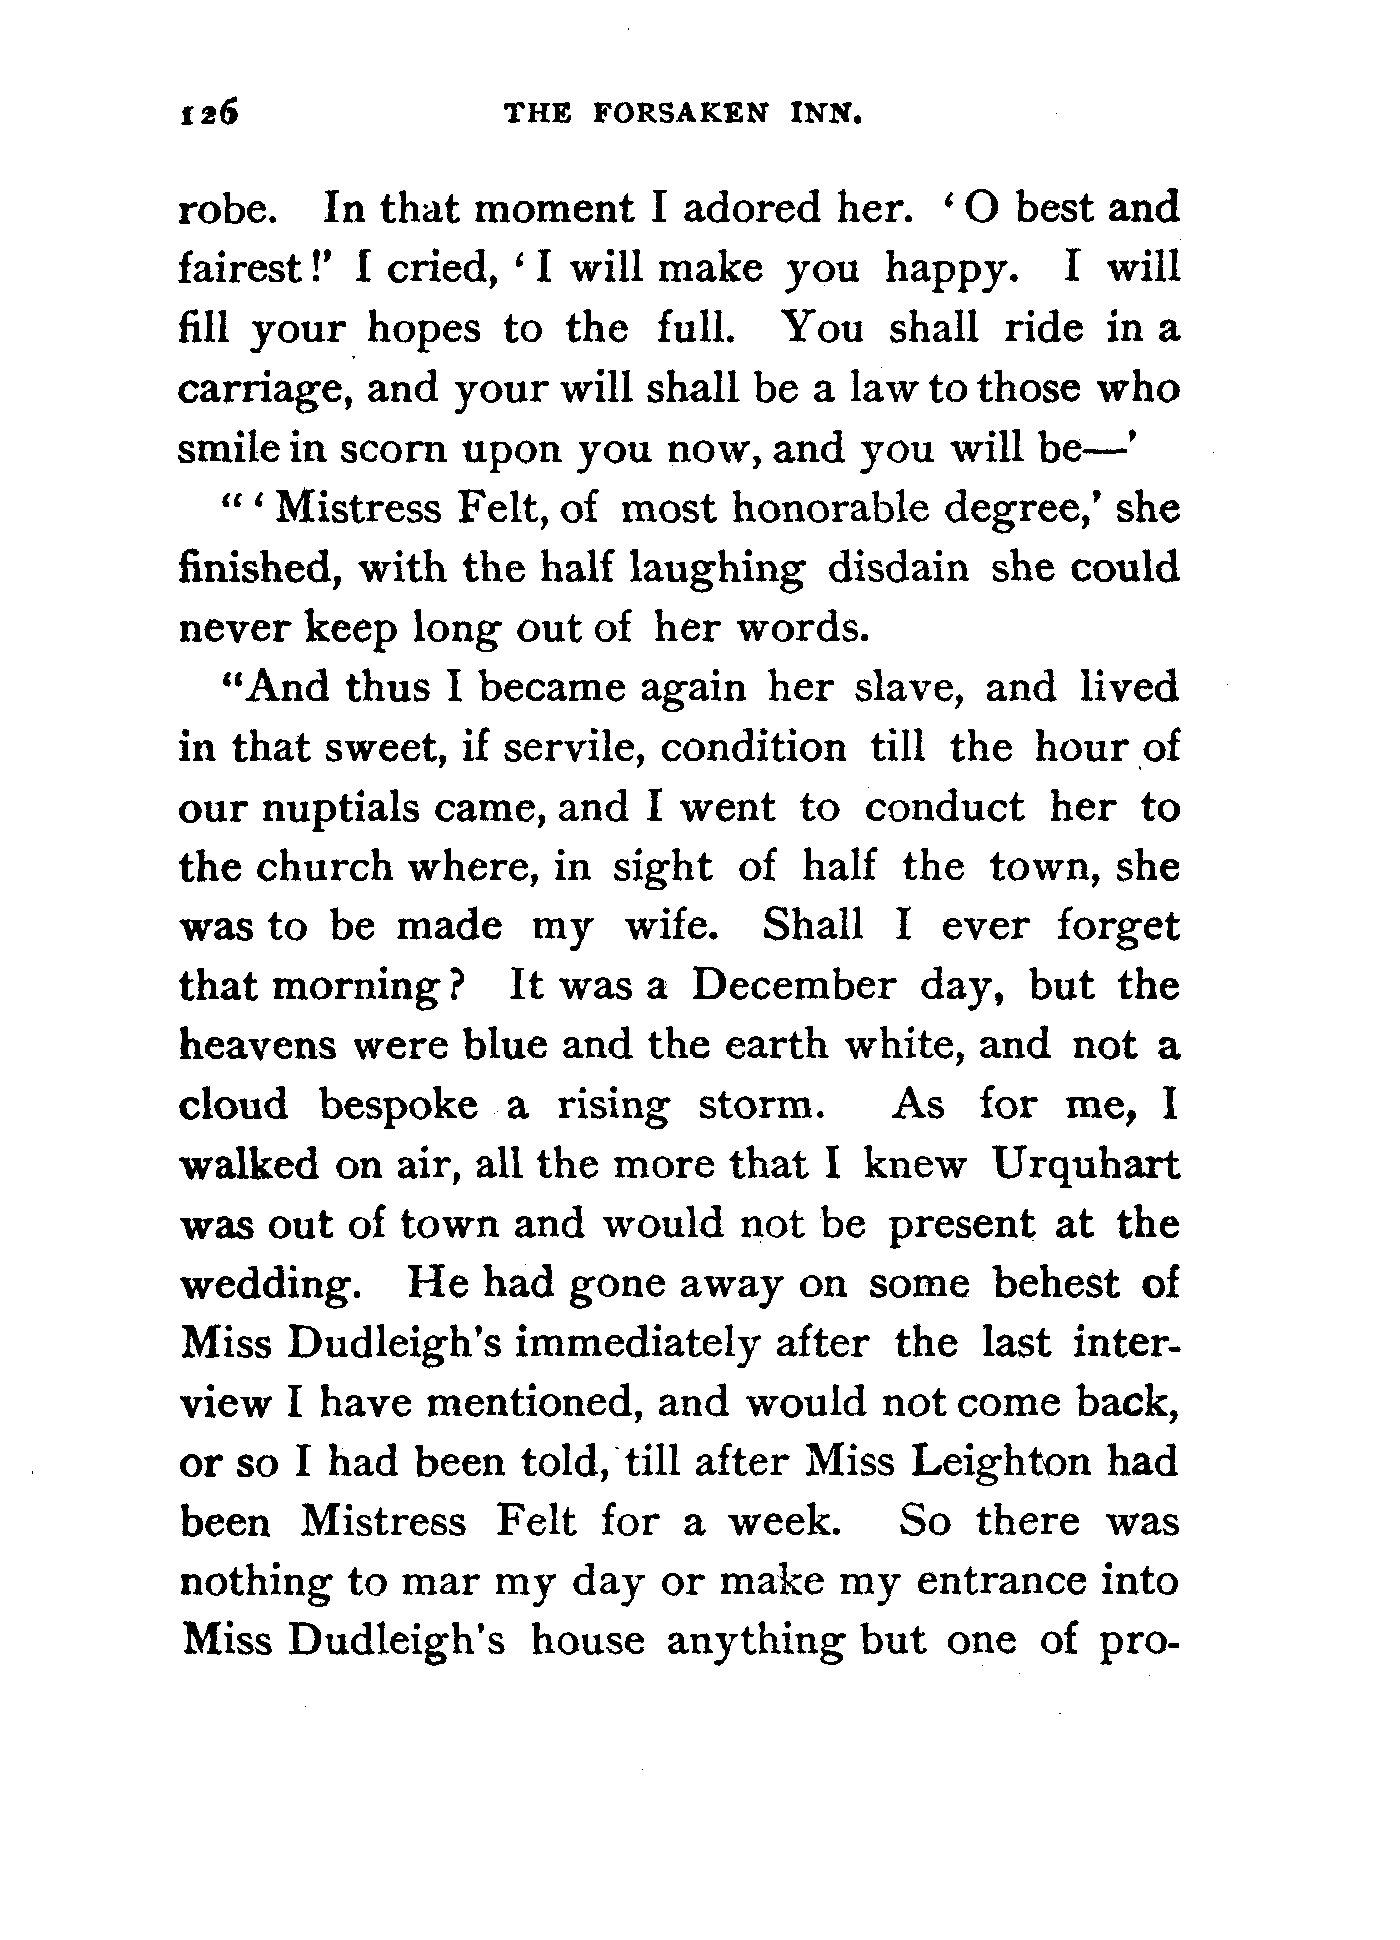 126 THE FORSAKEN INN.
robe. In that moment I adored her. ‘O best and
fairest!’ I cried, ‘I will make you happy. I will
fill your hopes to the full. You shall ride in a
carriage, and your will shall be a law to those who
smile in scorn upon you now, and you will be—’
“‘Mistress Felt, of most honorable degree,’ she
finished, with the half laughing disdain she could
never keep long out of her words.
“And thus I became again her slave, and lived
in that sweet, if servile, condition till the hour of
our nuptials came, and I went to conduct her to
the church where, in sight of half the town, she
was to be made my wife. Shall I ever forget
that morning? It was a December day, but the
heavens were blue and the earth white, and not a
cloud bespoke a rising storm. As for me, I
walked on air, all the more that I knew Urquhart
was out of town and would not be present at the
wedding. He had gone away on some behest of
Miss Dudleigh's immediately after the last inter-
view I have mentioned, and would not come back,
or so I had been told, till after Miss Leighton had
been Mistress Felt for a week. So there was
nothing to mar my day or make my entrance into
Miss Dudleigh's house anything but one of pro-